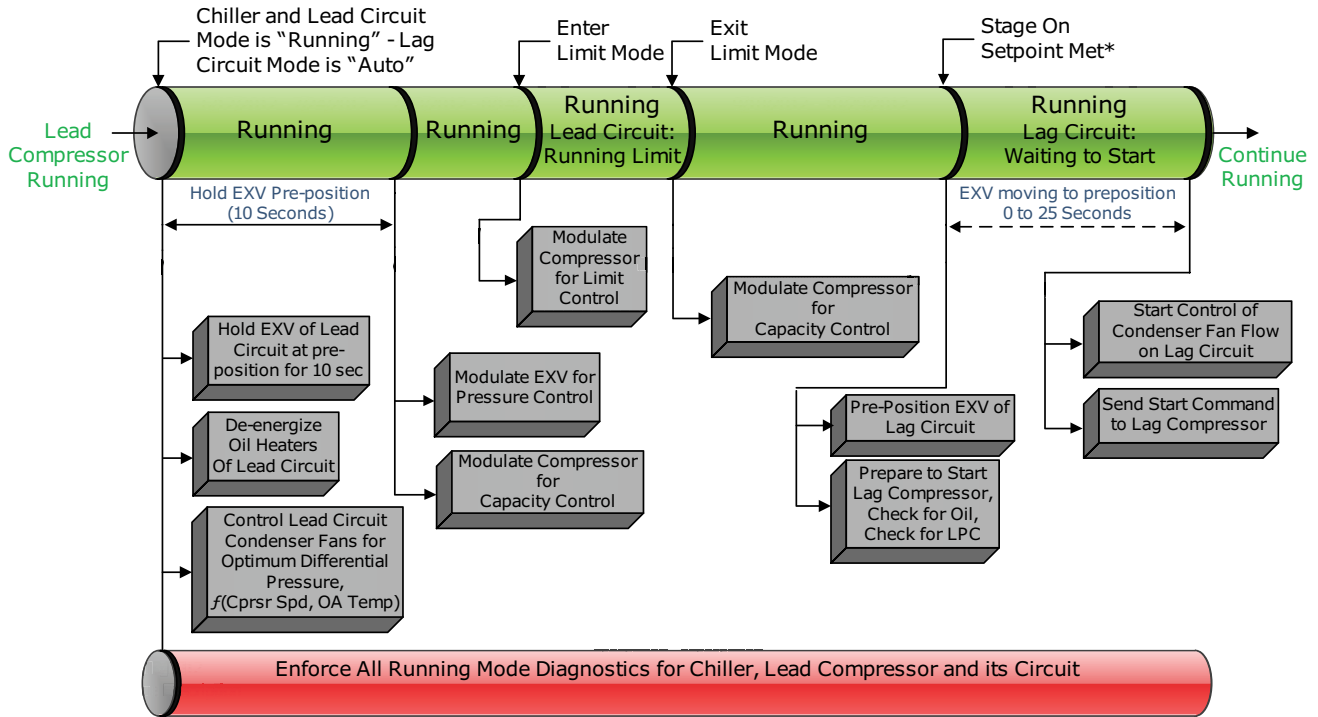 Chiller and Lead Circuit
Mode is “Running” - Lag
Circuit Mode is “Auto”
Enter
Limit Mode
Exit
Limit Mode
Stage On
Setpoint Met*
Lead
Compressor
Running
Running
Running
Running
Lead Circuit:
Running Limit
Running
Running
Lag Circuit:
Waiting to Start
Continue
Running
Hold EXV Pre-position
(10 Seconds)
EXV moving to preposition
0 to 25 Seconds
Hold EXV of Lead
Circuit at pre-
position for 10 sec
De-energize
Oil Heaters
Of Lead Circuit
Control Lead Circuit
Condenser Fans for
Optimum Differential
Pressure,
ƒ(Cprsr Spd, OA Temp)
Modulate EXV for
Pressure Control
Modulate Compressor
for
Capacity Control
Modulate
Compressor
for Limit
Control
Modulate Compressor
for
Capacity Control
Pre-Position EXV of
Lag Circuit
Prepare to Start
Lag Compressor,
Check for Oil,
Check for LPC
Start Control of
Condenser Fan Flow
on Lag Circuit
Send Start Command
to Lag Compressor
Enforce All Running Mode Diagnostics for Chiller, Lead Compressor and its Circuit